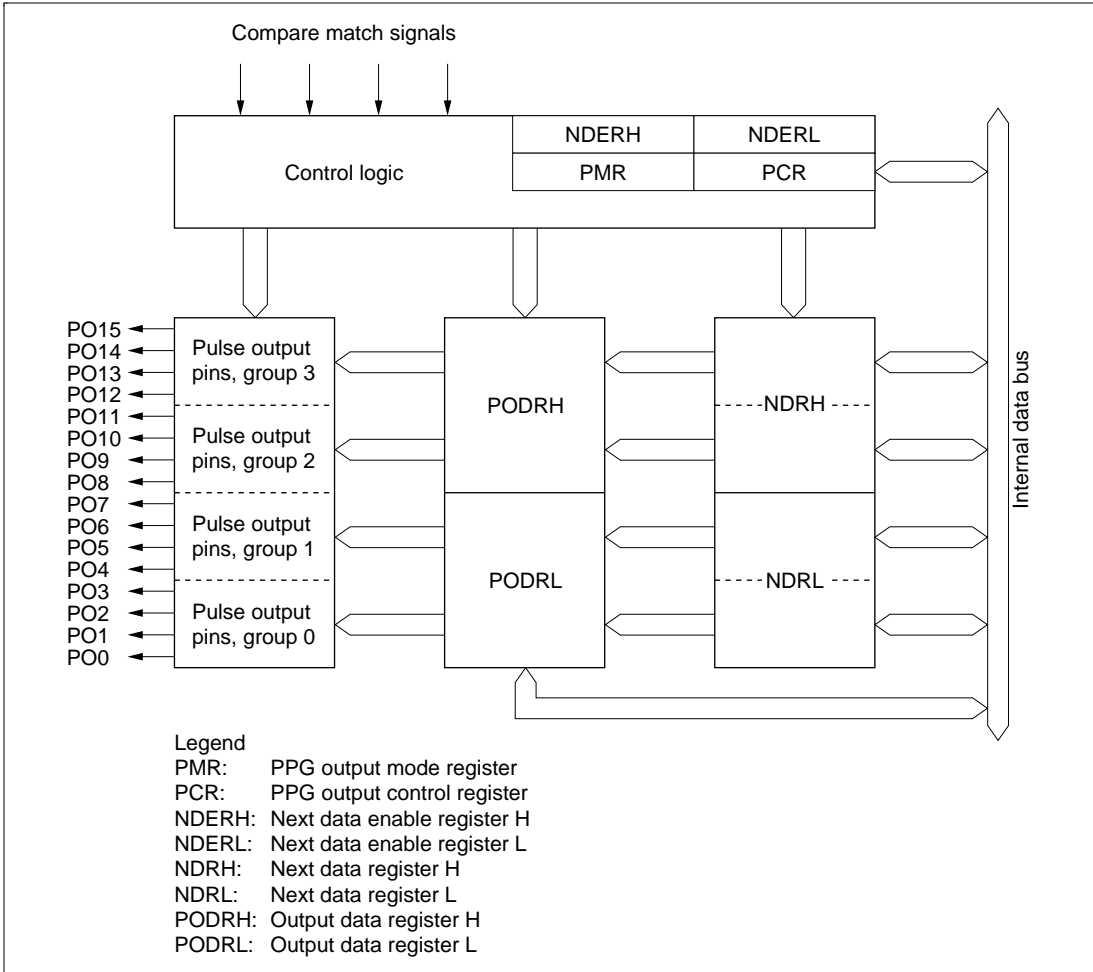 Compare match signals
NDERH NDERL
Control logic PMR PCR
Internal data bus
PO15
PO14
PO13
PO12
PO11
PO10
PO9
PO8
PO7
PO6
PO5
PO4
PO3
PO2
PO1
PO0
Pulse output
pins, group 3
Pulse output
pins, group 2
Pulse output
pins, group 1
Pulse output
pins, group 0
PODRH
PODRL
NDRH
NDRL
Legend
PMR: PPG output mode register
PCR: PPG output control register
NDERH: Next data enable register H
NDERL: Next data enable register L
NDRH: Next data register H
NDRL: Next data register L
PODRH: Output data register H
PODRL: Output data register L